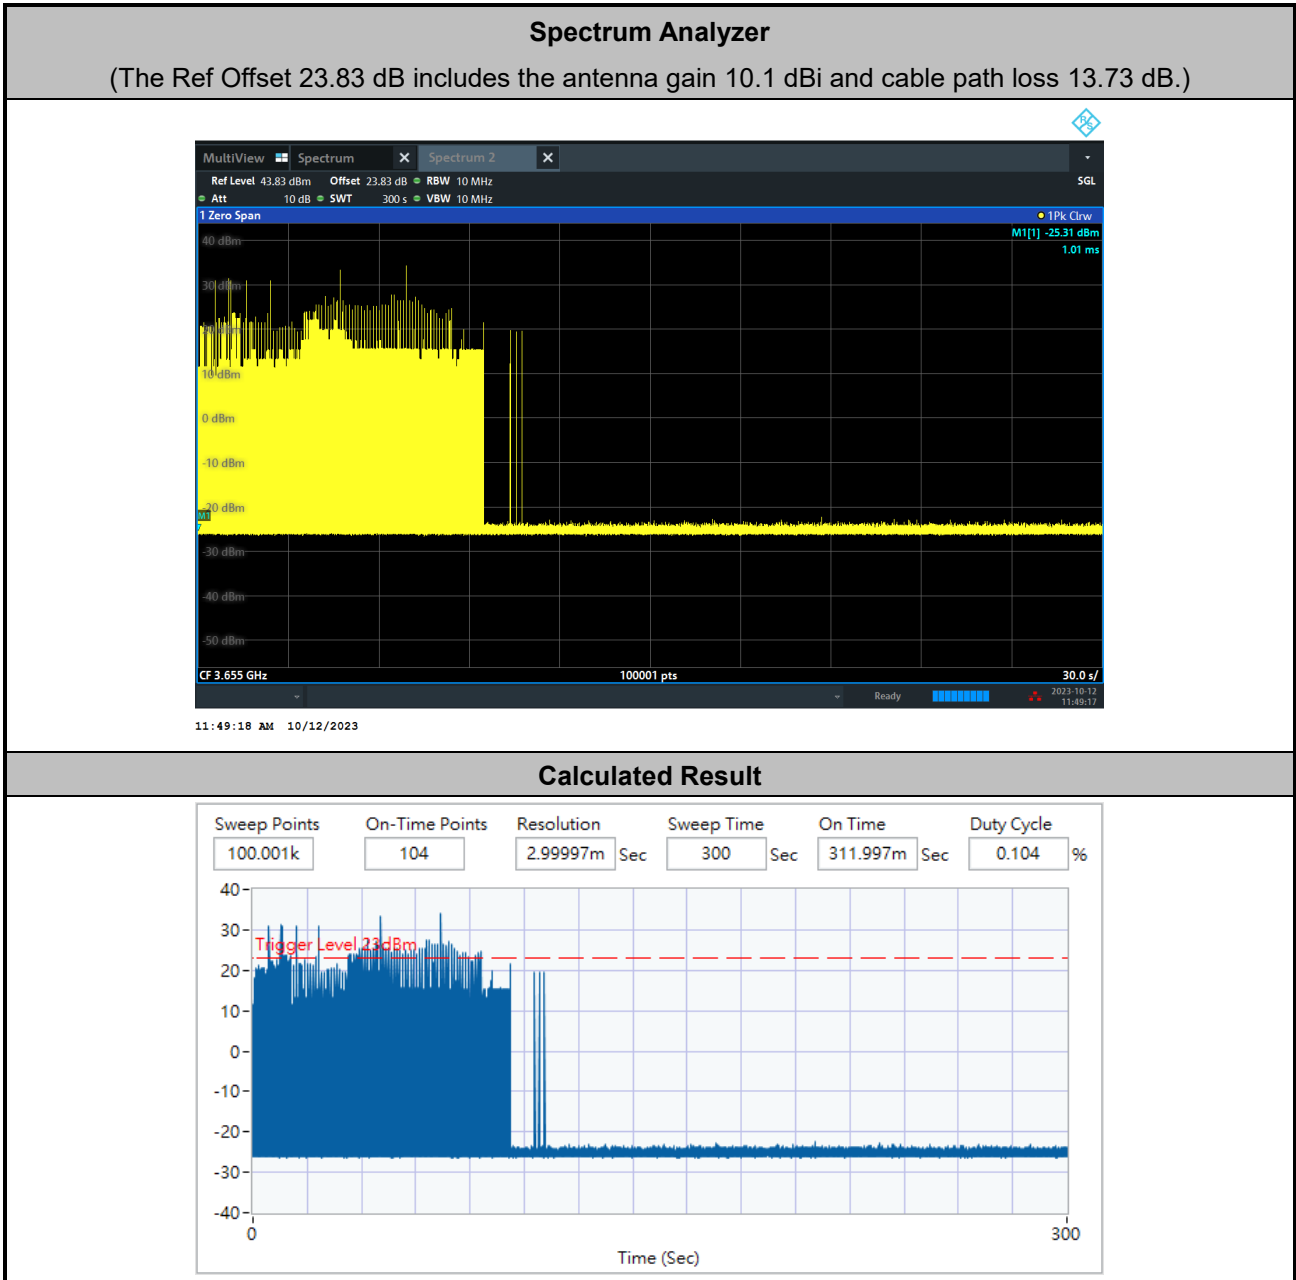 Spectrum Analyzer
(The Ref Offset 23.83 dB includes the antenna gain 10.1 dBi and cable path loss 13.73 dB.)
R&S
MultiView Spectrum Spectrum 2
Ref Level 43.83 dBm Offset 23.83 dB RBW 10 MHz SGL
Att 10 dB SWT 300 s VBW 10 MHz
1 Zero Span 1Pk Clrw
M1[1] -25.31 dBm
1.01 ms
40 dBm
30 dBm
10 dBm
0 dBm
-10 dBm
-20 dBm
M1
-30 dBm
-40 dBm
-50 dBm
CF 3.655 GHz 100001 pts 30.0 s/
Ready 2023-10-12
11:49:17
11:49:18 AM 10/12/2023
Calculated Result
Sweep Points On-Time Points Resolution Sweep Time On Time Duty Cycle
100.001k 104 2.99997m Sec 300 Sec 311.997m Sec 0.104 %
40
30
Trigger Level 23dBm
20
10
0
-10
-20
-30
-40
0 300
Time (Sec)